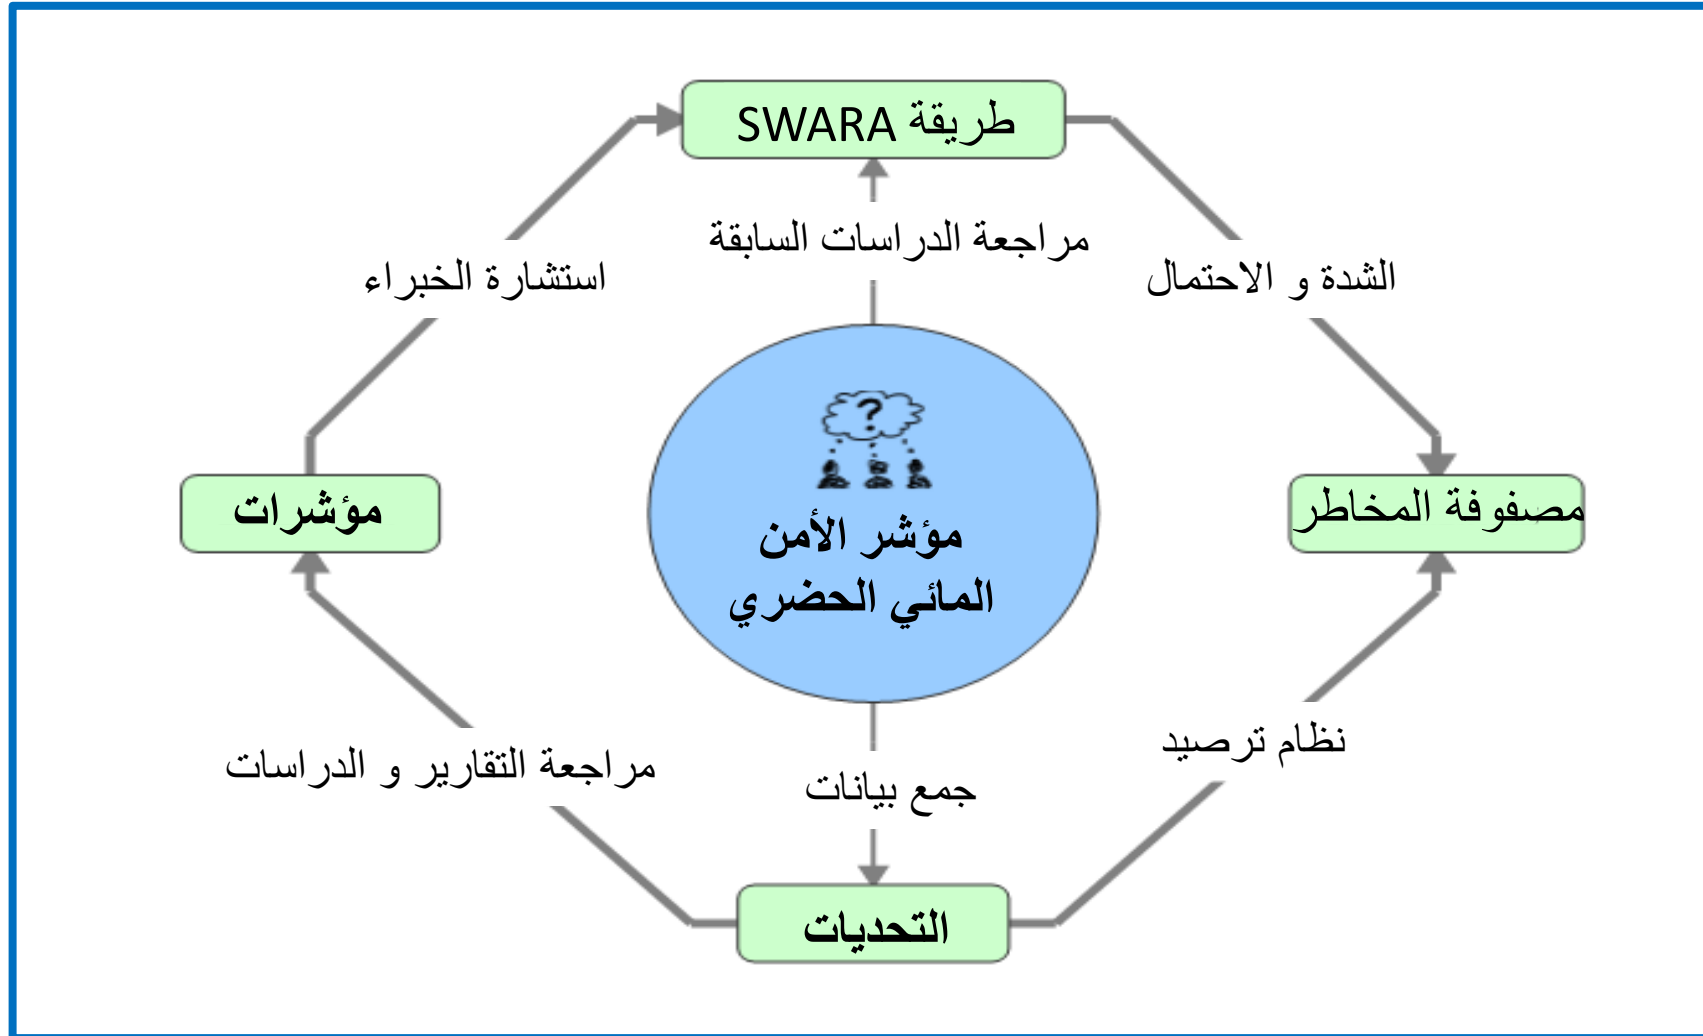 طريقة SWARA
مراجعة الدراسات السابقة
الشدة و الاحتمال
استشارة الخبراء
?
مصفوفة المخاطر
مؤشر الأمن
المائي الحضري
مؤشرات
نظام ترصيد
جمع بيانات
مراجعة التقارير و الدراسات
التحديات